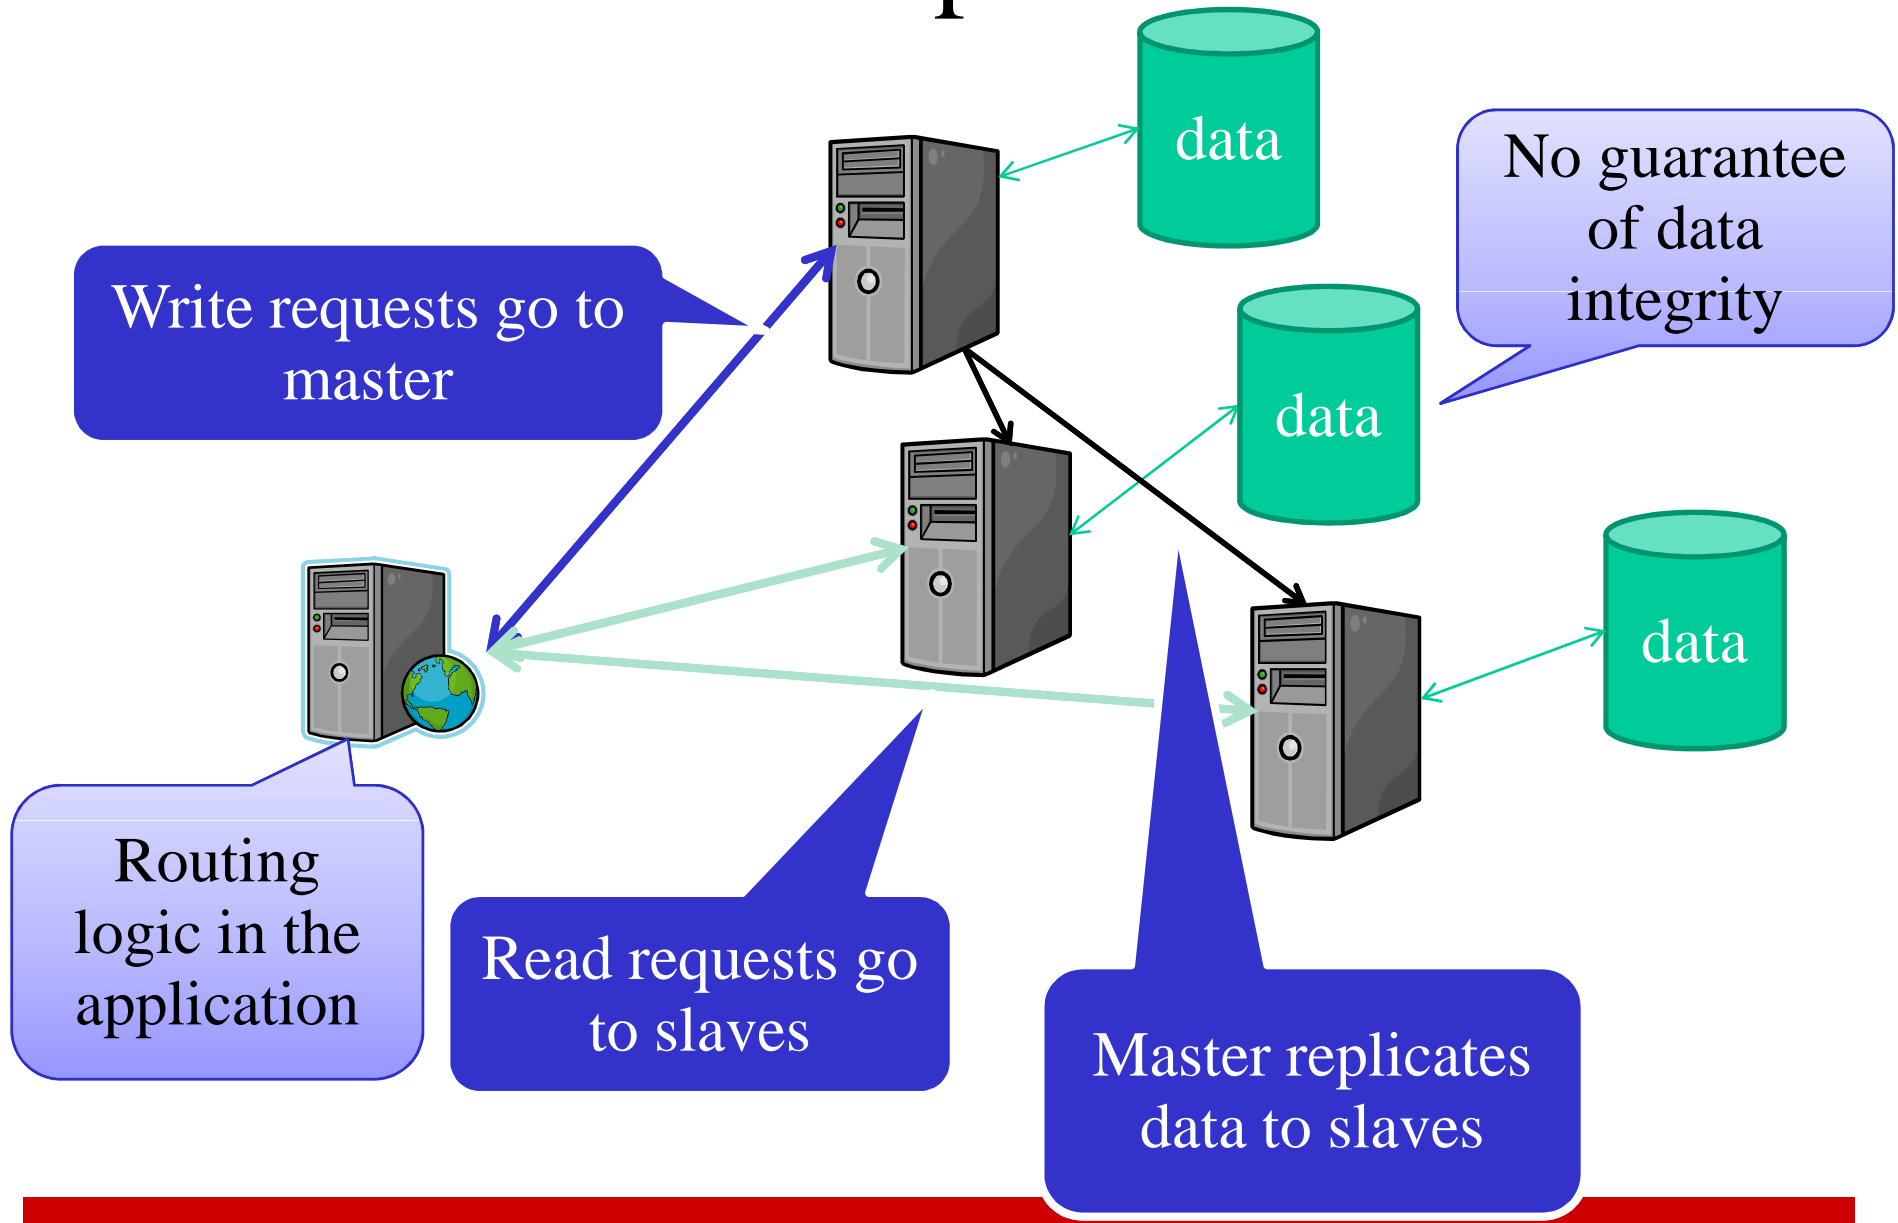 data
No guarantee
of data
integrity
Write requests go to
master
data
data
Routing
logic in the
application
Read requests go
to slaves
Master replicates
data to slaves